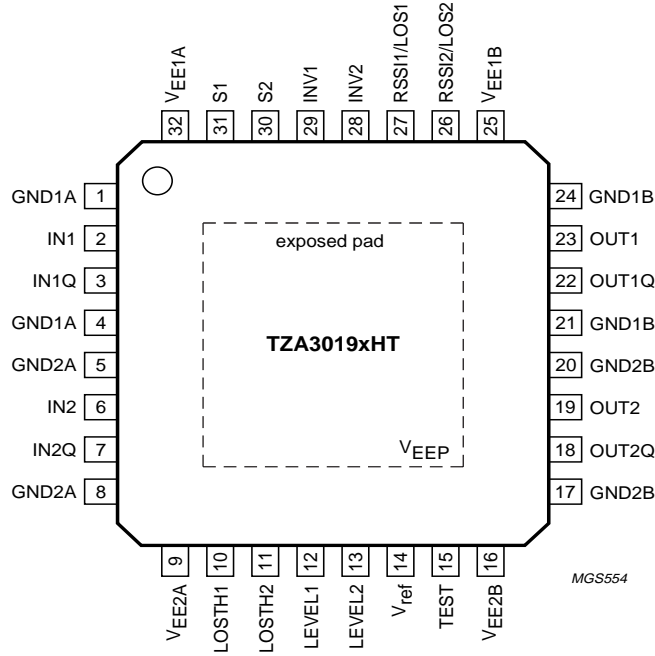 VEE1A
S1
S2
INV1
INV2
RSSI1/LOS1
RSSI2/LOS2
VEE1B
32
31
30
29
28
27
26
25
GND1A 1
IN1 2
IN1Q 3
GND1A 4
GND2A 5
IN2 6
IN2Q 7
GND2A 8
exposed pad
TZA3019xHT
VEEP
24 GND1B
23 OUT1
22 OUT1Q
21 GND1B
20 GND2B
19 OUT2
18 OUT2Q
17 GND2B
9
10
11
12
13
14
15
16
VEE2A
LOSTH1
LOSTH2
LEVEL1
LEVEL2
Vref
TEST
VEE2B
MGS554